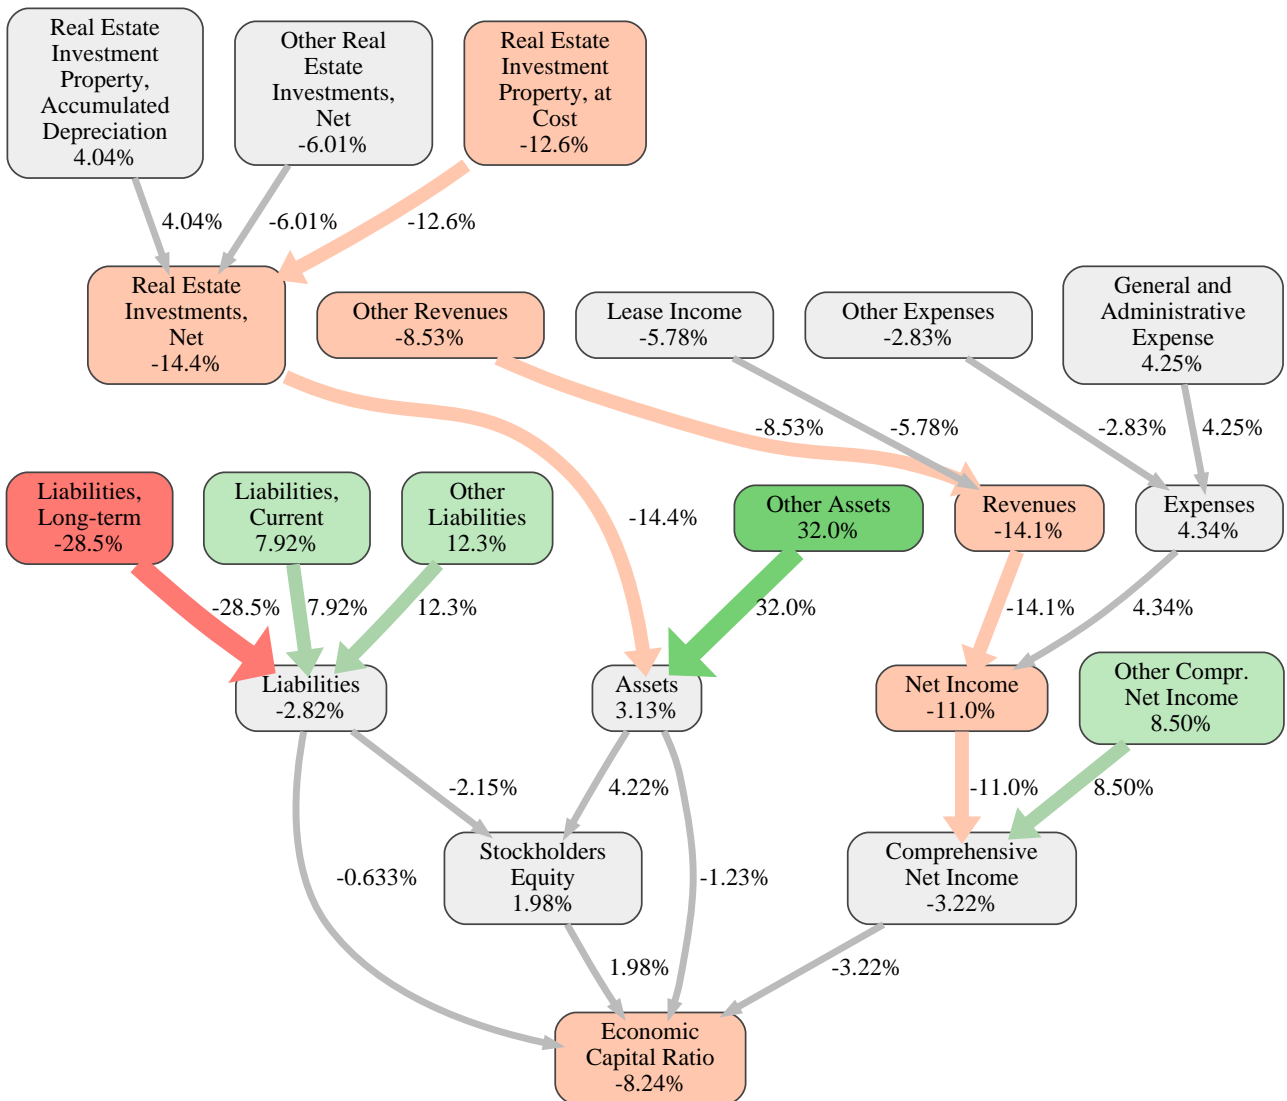 Real Estate
Investment
Property,
Accumulated
Depreciation
4.04%
Other Real
Estate
Investments,
Net
-6.01%
Real Estate
Investment
Property, at
Cost
-12.6%
4.04%
-6.01%
-12.6%
Real Estate
Investments,
Net
-14.4%
Other Revenues
-8.53%
Lease Income
-5.78%
Other Expenses
-2.83%
General and
Administrative
Expense
4.25%
-8.53%
-5.78%
-2.83%
4.25%
Liabilities,
Long-term
-28.5%
Liabilities,
Current
7.92%
Other
Liabilities
12.3%
-14.4%
Other Assets
32.0%
Revenues
-14.1%
Expenses
4.34%
-28.5%
7.92%
12.3%
32.0%
-14.1%
4.34%
Liabilities
-2.82%
Assets
3.13%
Net Income
-11.0%
Other Compr.
Net Income
8.50%
-2.15%
4.22%
-11.0%
8.50%
-0.633%
Stockholders
Equity
1.98%
-1.23%
Comprehensive
Net Income
-3.22%
1.98%
-3.22%
Economic
Capital Ratio
-8.24%